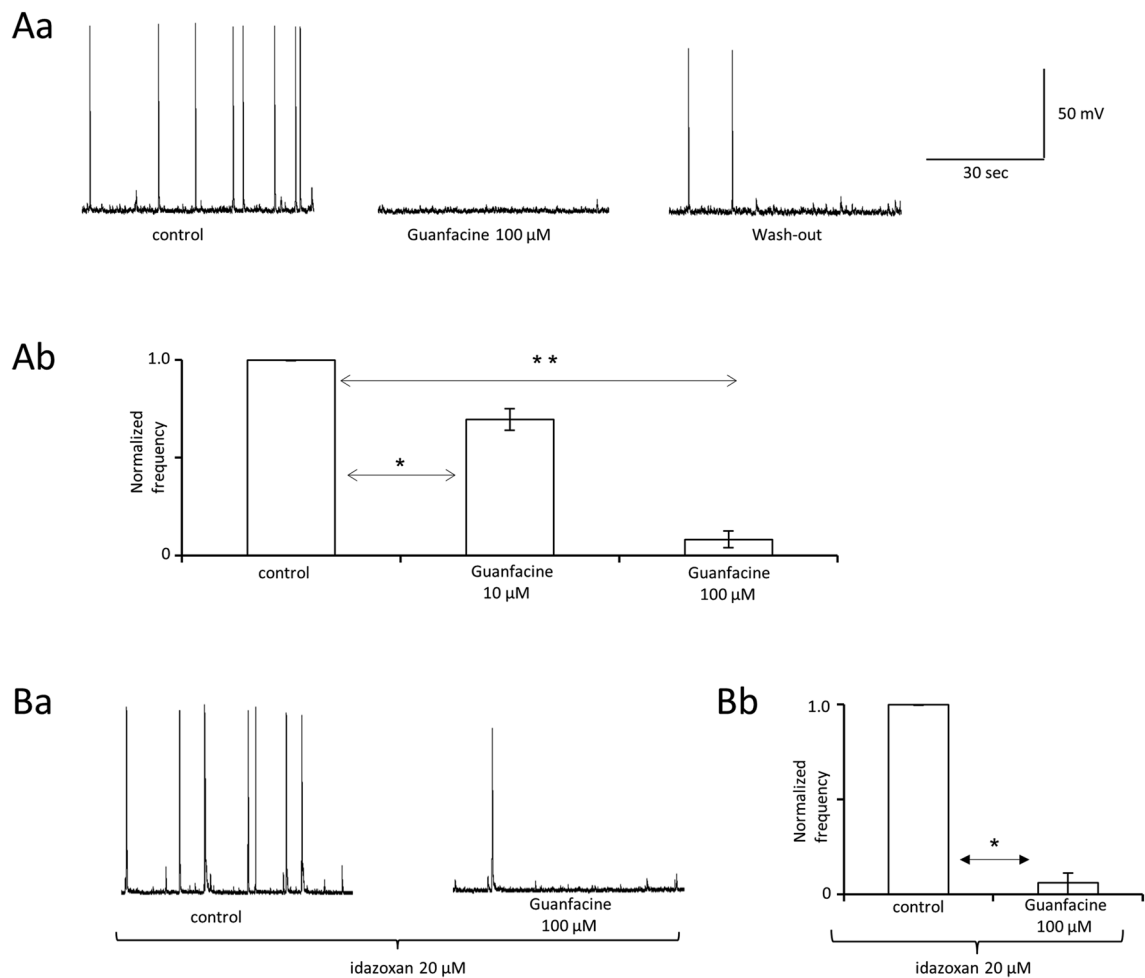 Aa
50 mV
30 sec
control
Guanfacine 100 µM
Wash-out
Ab
1.0
* *
Normalized
frequency
*
0
control
Guanfacine
10 µM
Guanfacine
100 µM
Ba
control
Guanfacine
100 µM
idazoxan 20 µM
Bb
1.0
Normalized
frequency
*
0
control
Guanfacine
100 µM
idazoxan 20 µM